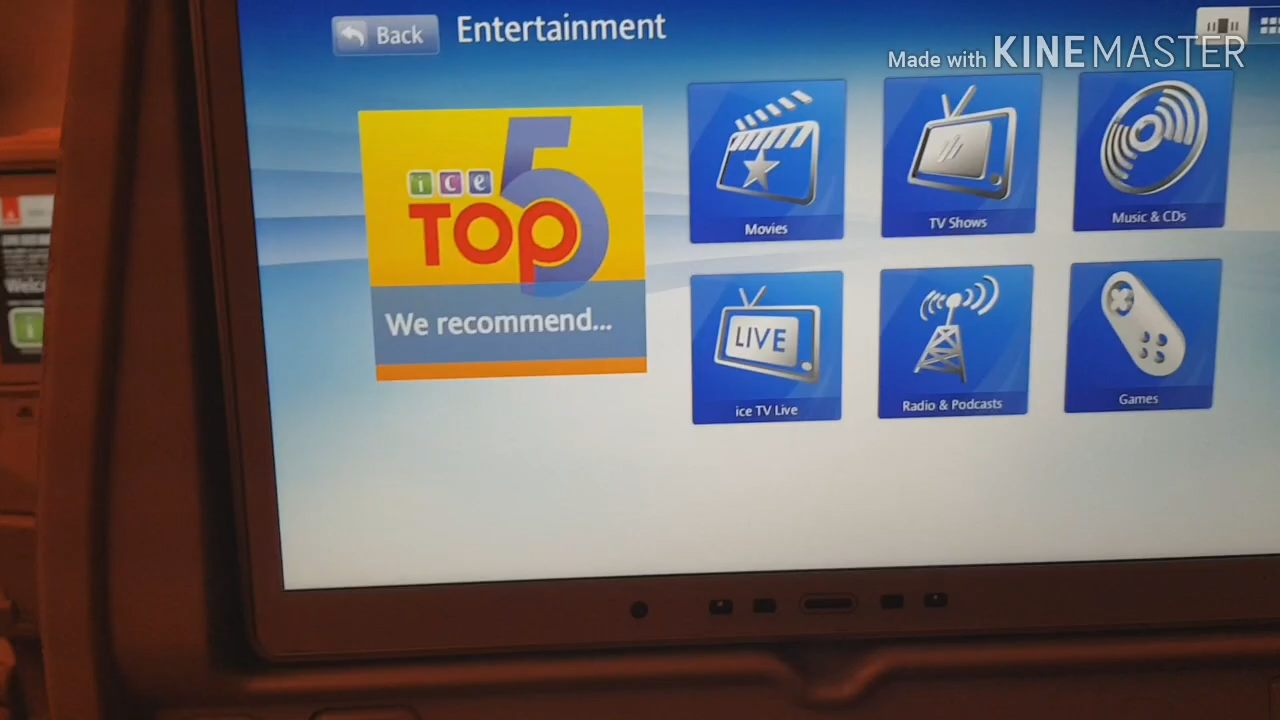 Back
Entertainment
Made with KINEMASTER
ice
TOP 5
We recommend...
Movies
TV Shows
Music & CDs
LIVE
ice TV Live
Radio & Podcasts
Games
i